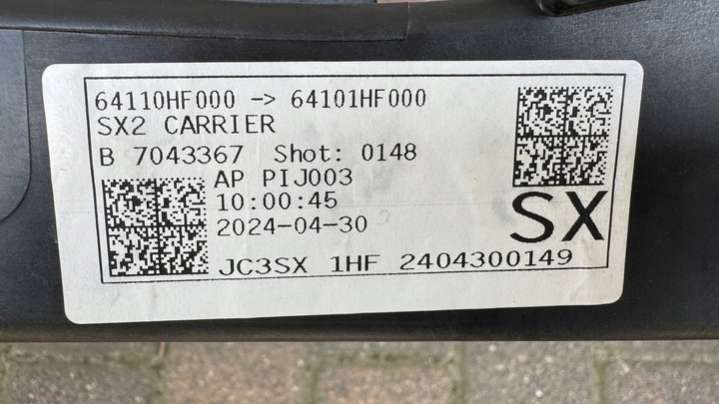 64110HF000 -> 64101HF000
SX2 CARRIER
B 7043367 Shot: 0148
AP PIJ003
10:00:45
2024-04-30
SX
JC3SX 1HF 2404300149